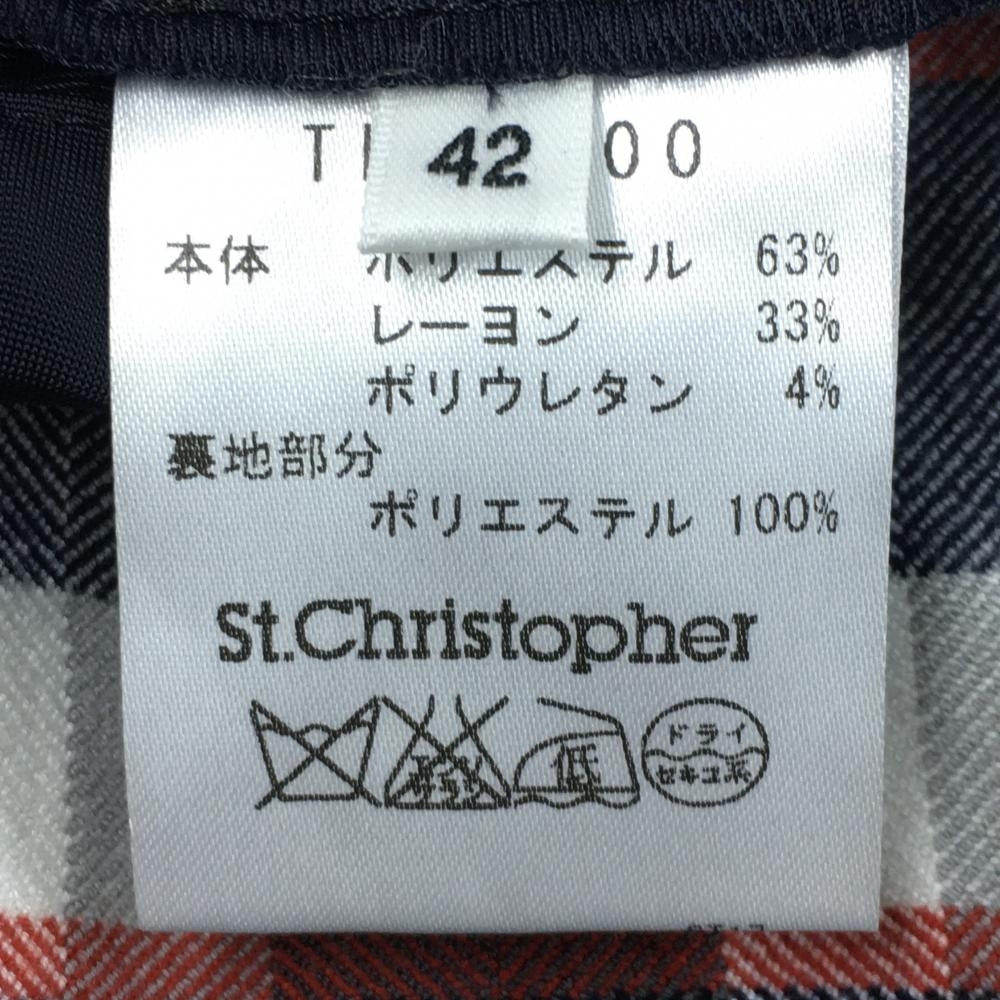 42
本体 ポリエステル 63%
レーヨン 33%
ポリウレタン 4%
裏地部分
ポリエステル 100%
St.Christopher
低
ドライ
セキユ系